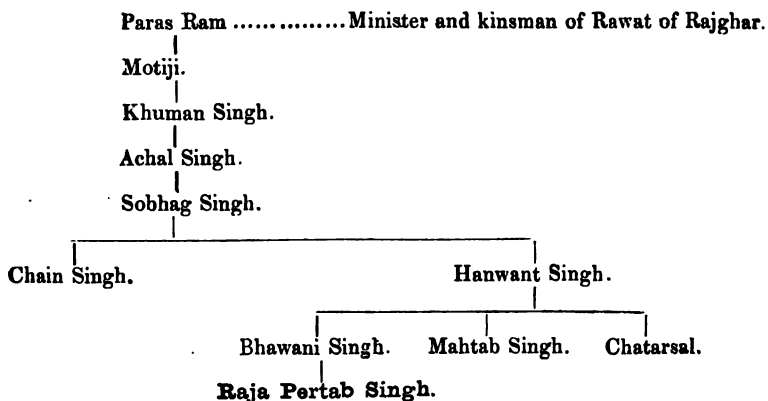 Paras Ram ............... Minister and kinsman of Rawat of Rajghar.
Motiji.
Khuman Singh.
Achal Singh.
Sobhag Singh.
Chain Singh. Hanwant Singh.
Bhawani Singh. Mahtab Singh. Chatarsal.
Raja Pertab Singh.